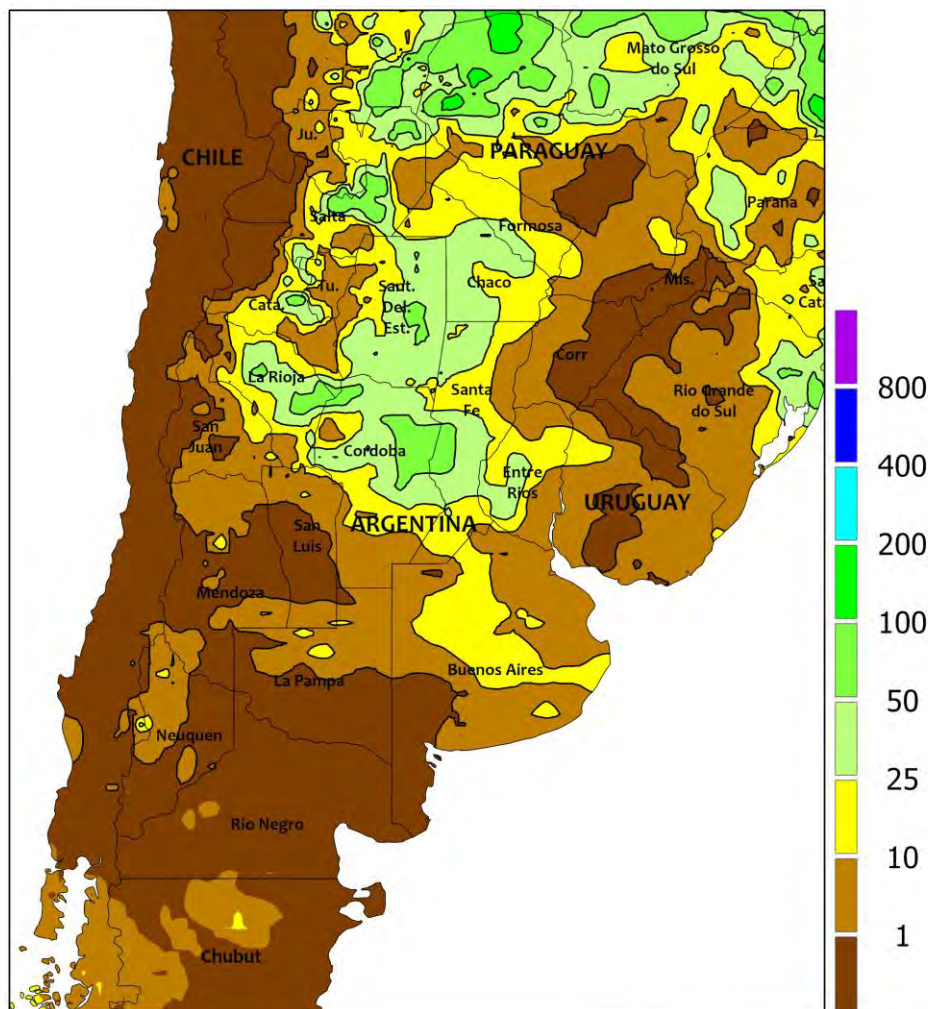 Mato Grosso
do Sul
Ju.
CHILE
PARAGUAY
Parana
Salta
Formosa
Tu.
Sant.
Del.
Est.
Chaco
Mis.
Cata.
Sa
Cata
Corr
La Rioja
Santa
Fe
Rio Grande
do Sul
San
Juan
Cordoba
Entre
Rios
URUGUAY
ARGENTINA
San
Luis
Mendoza
Buenos Aires
La Pampa
Neuquen
Rio Negro
Chubut
800
400
200
100
50
25
10
1